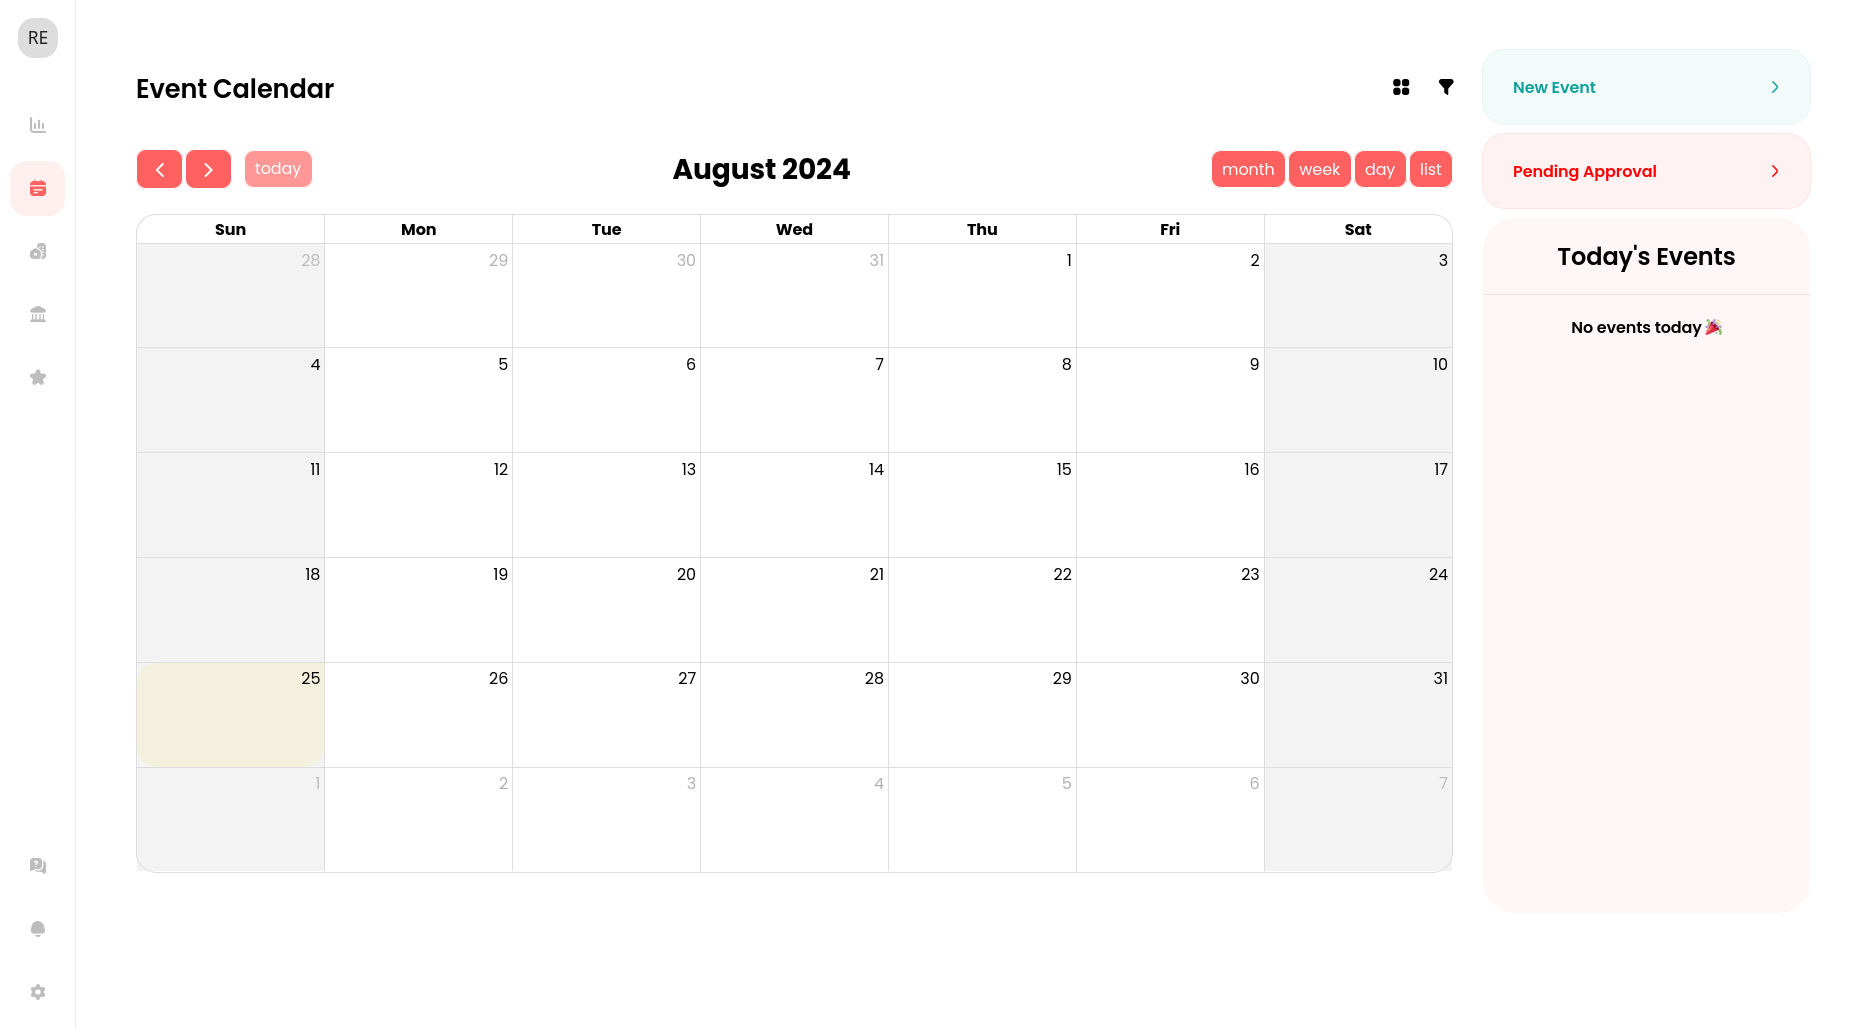 RE
Event Calendar
New Event
Pending Approval
today
August 2024
month week day list
Sun Mon Tue Wed Thu Fri Sat
28 29 30 31 1 2 3
4 5 6 7 8 9 10
11 12 13 14 15 16 17
18 19 20 21 22 23 24
25 26 27 28 29 30 31
1 2 3 4 5 6 7
Today's Events
No events today 🎉